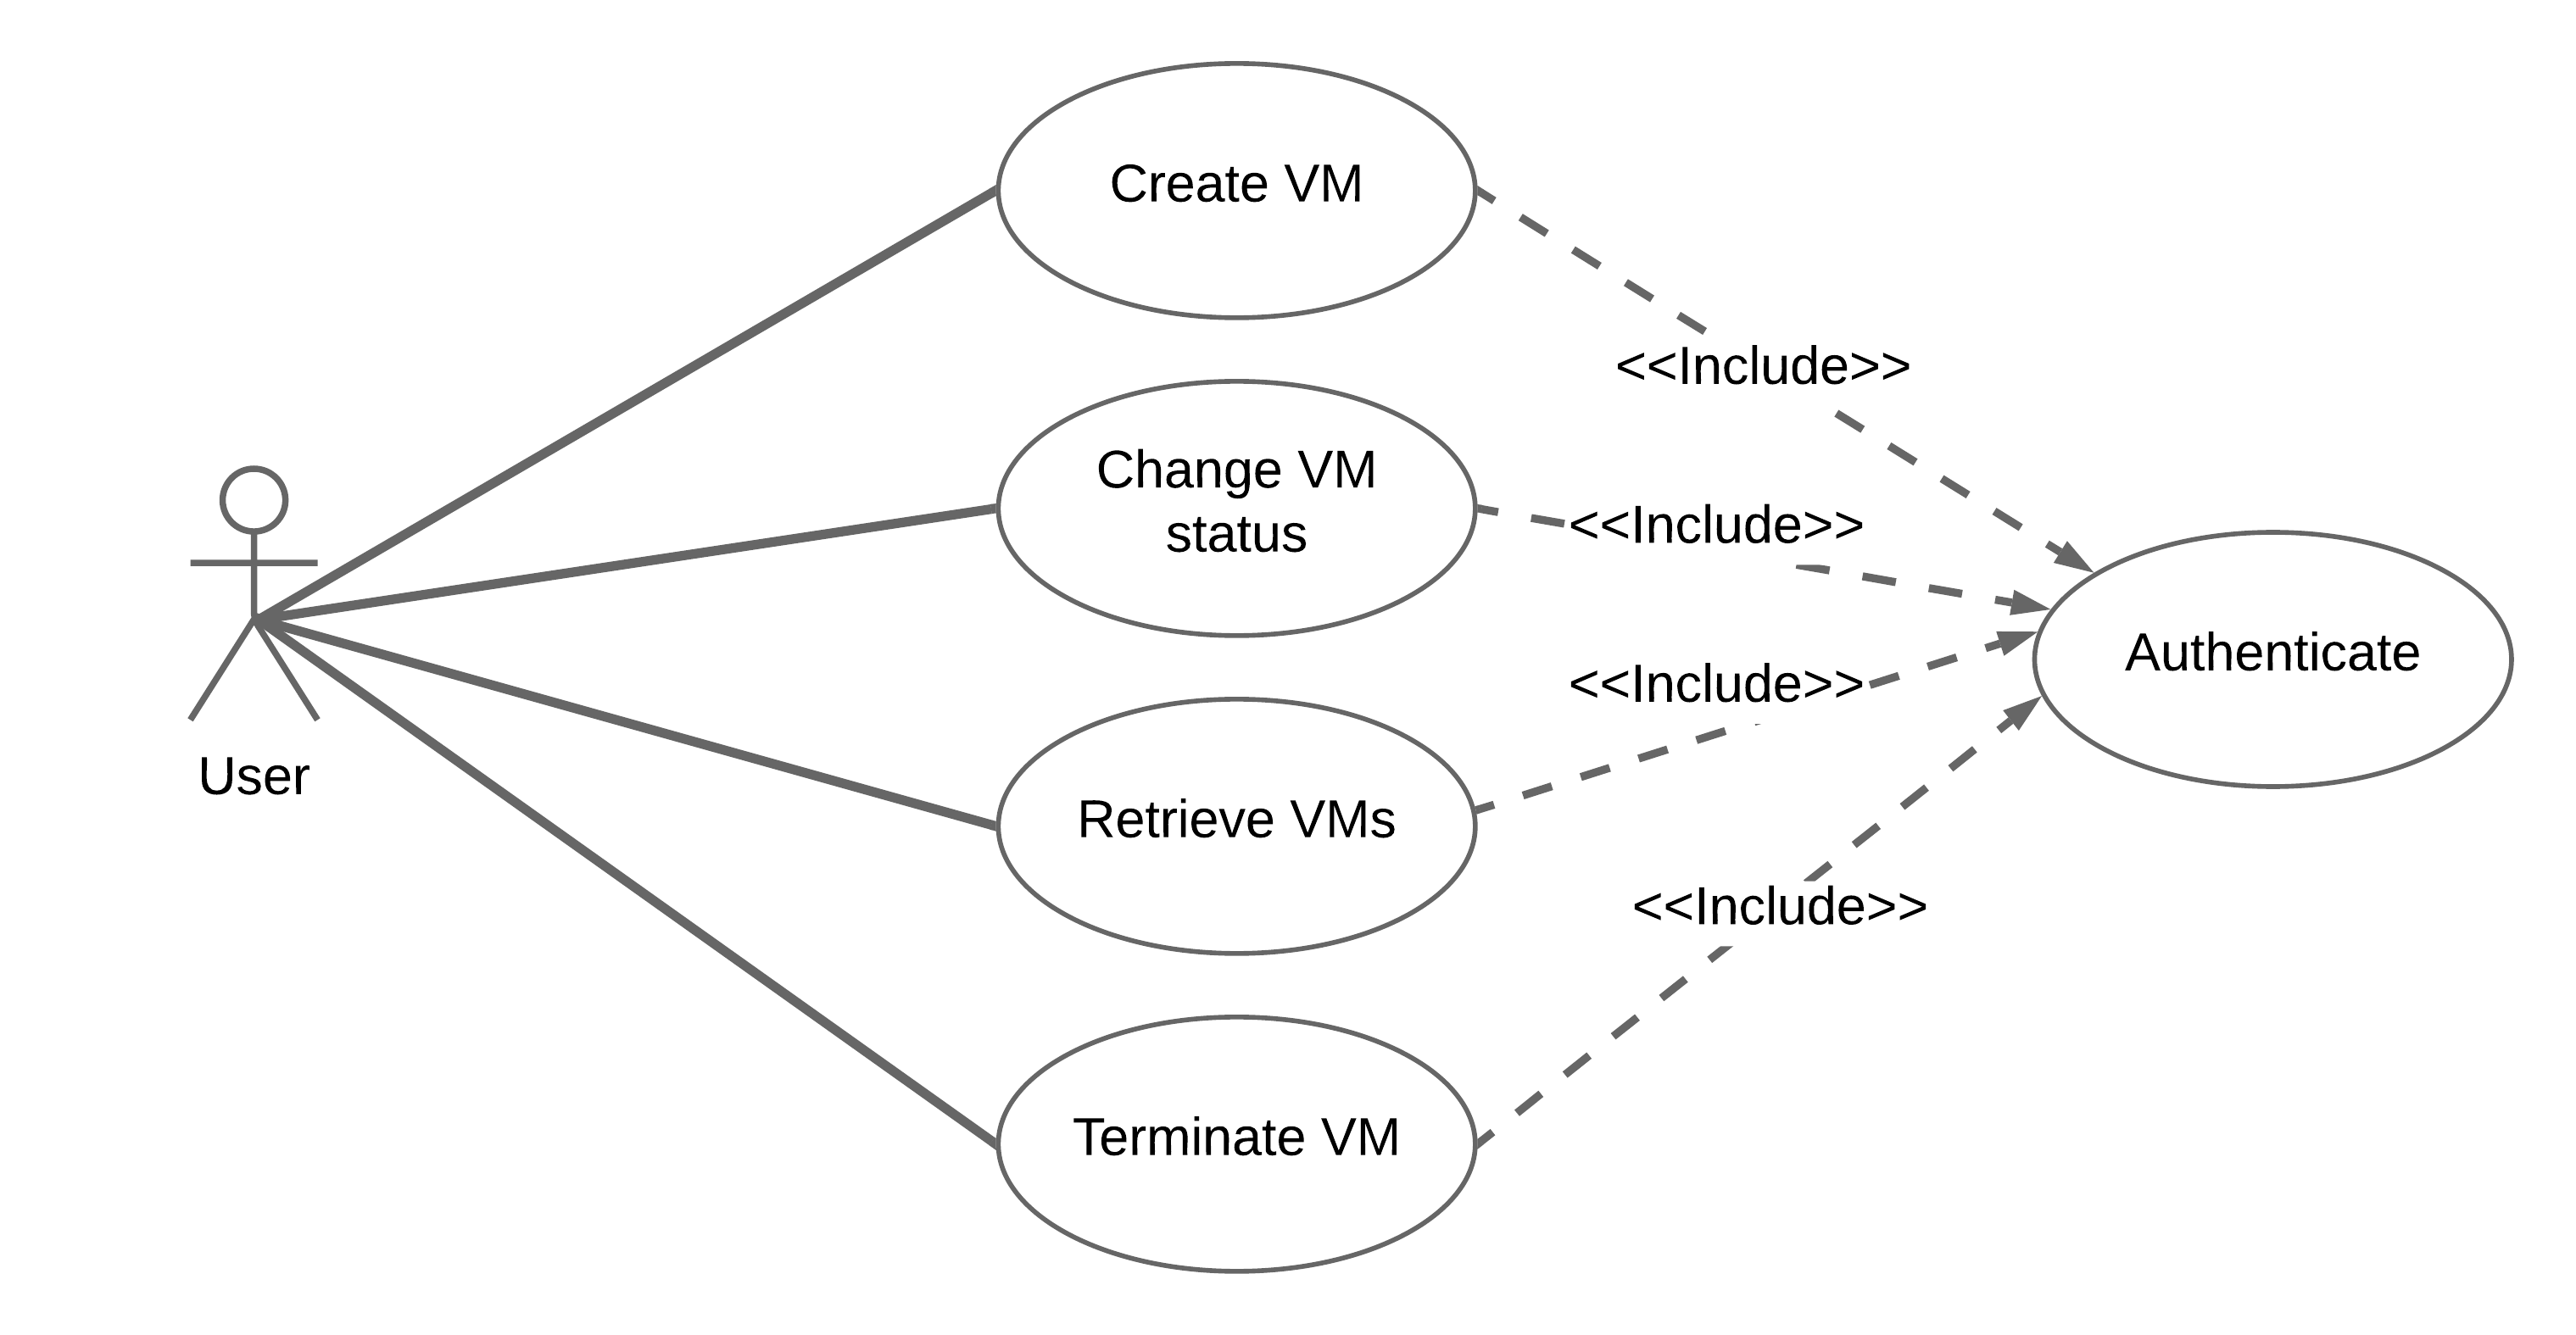 Create VM
<<Include>>
Change VM
status
<<Include>>
Authenticate
<<Include>>
User
Retrieve VMs
<<Include>>
Terminate VM